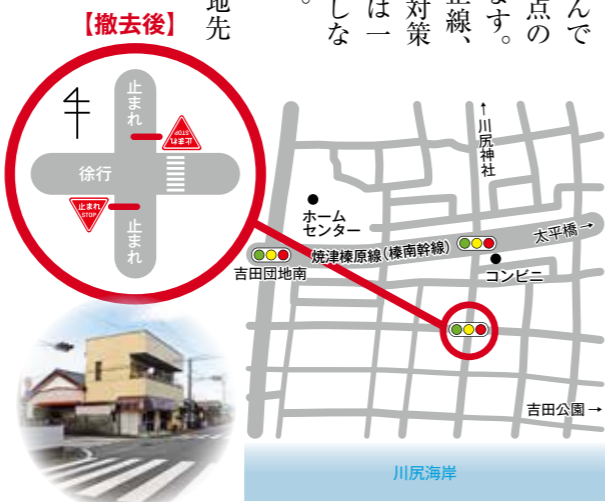 んで
点の
ます。
正線、
対策
は一
しな
。
地先
【撤去後】
止まれ
止まれ
STOP
徐行
止まれ
STOP
止まれ
↑川尻神社
ホーム
センター
焼津榛原線(榛南幹線)
太平橋→
吉田団地南
コンビニ
吉田公園→
川尻海岸